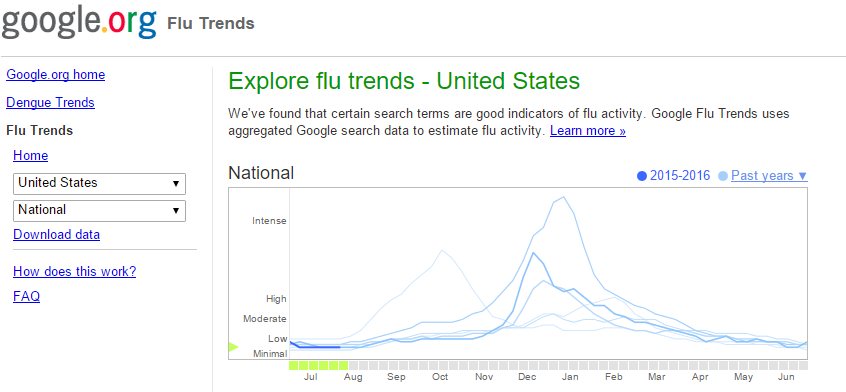 google.org Flu Trends
Google.org home
Dengue Trends
Flu Trends
Home
United States
National
Download data
How does this work?
FAQ
Explore flu trends - United States
We've found that certain search terms are good indicators of flu activity. Google Flu Trends uses
aggregated Google search data to estimate flu activity. Learn more »
National
2015-2016 Past years ▼
Intense
High
Moderate
Low
Minimal
Jul Aug Sep Oct Nov Dec Jan Feb Mar Apr May Jun